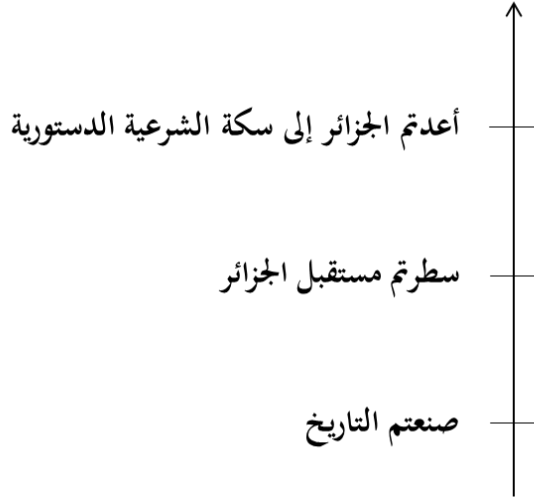 أعدتم الجزائر إلى سكة الشرعية الدستورية
سطرتم مستقبل الجزائر
صنعتم التاريخ